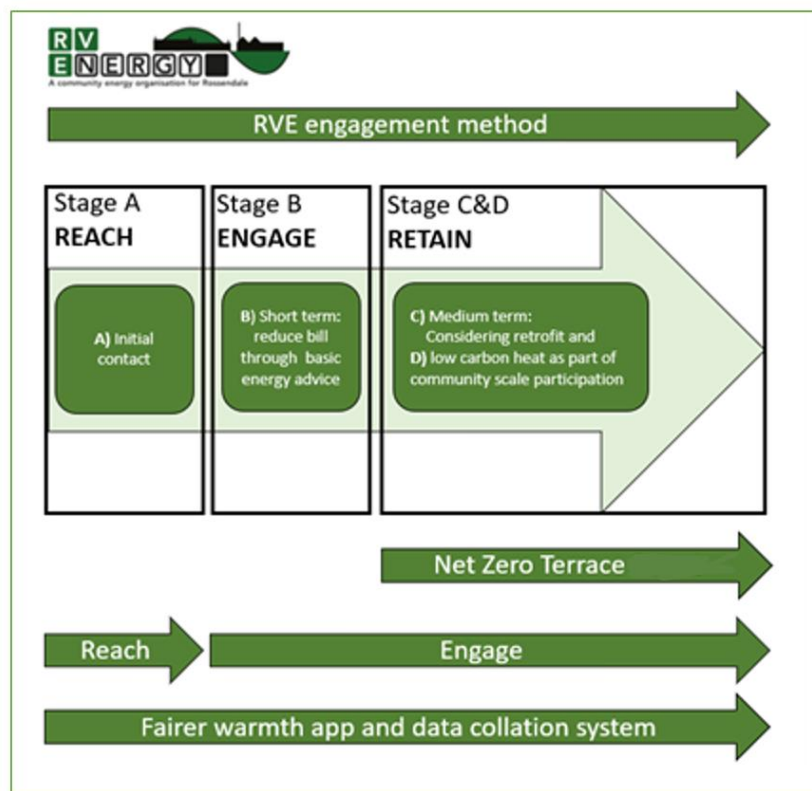 RV
ENERGY
A community energy organisation for Rossendale
RVE engagement method
Stage A
REACH
A) Initial
contact
Stage B
ENGAGE
B) Short term:
reduce bill
through basic
energy advice
Stage C&D
RETAIN
C) Medium term:
Considering retrofit and
D) low carbon heat as part of
community scale participation
Net Zero Terrace
Reach
Engage
Fairer warmth app and data collation system